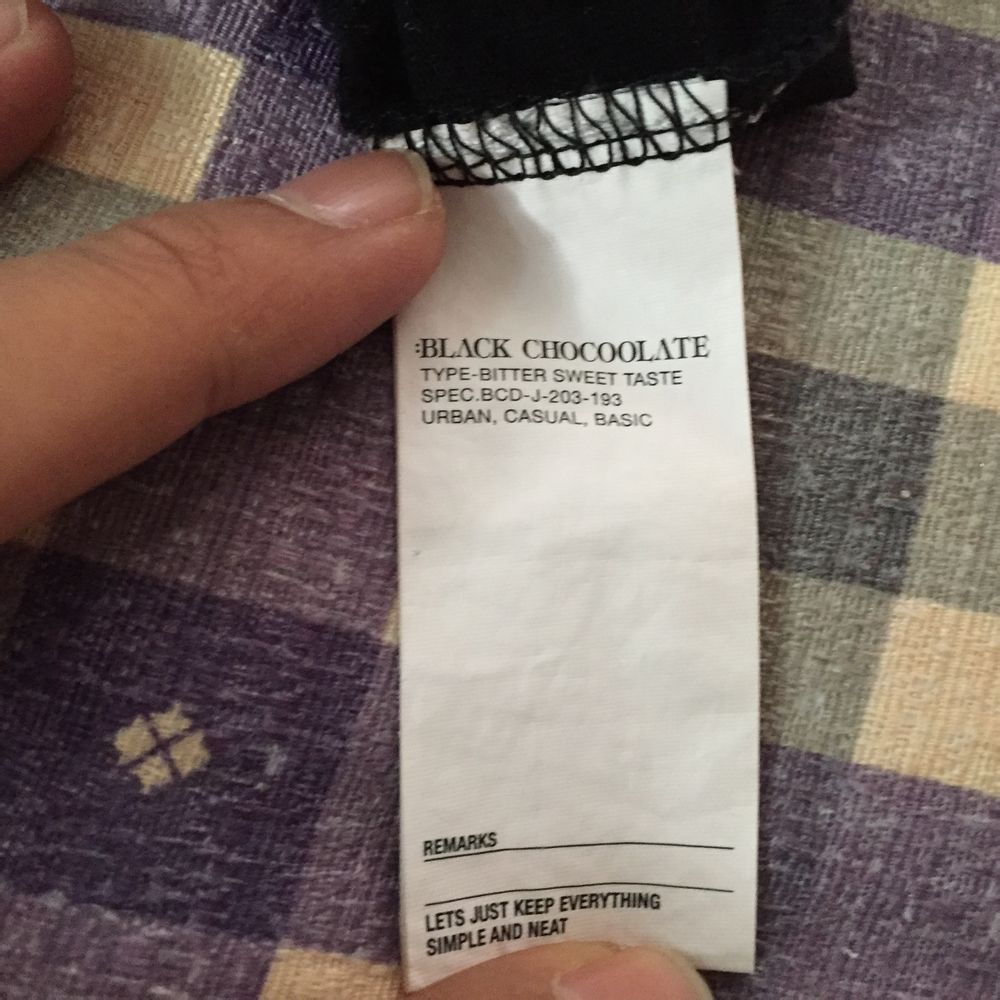 :BLACK CHOCOOLATE
TYPE-BITTER SWEET TASTE
SPEC.BCD-J-203-193
URBAN, CASUAL, BASIC
REMARKS
LETS JUST KEEP EVERYTHING
SIMPLE AND NEAT